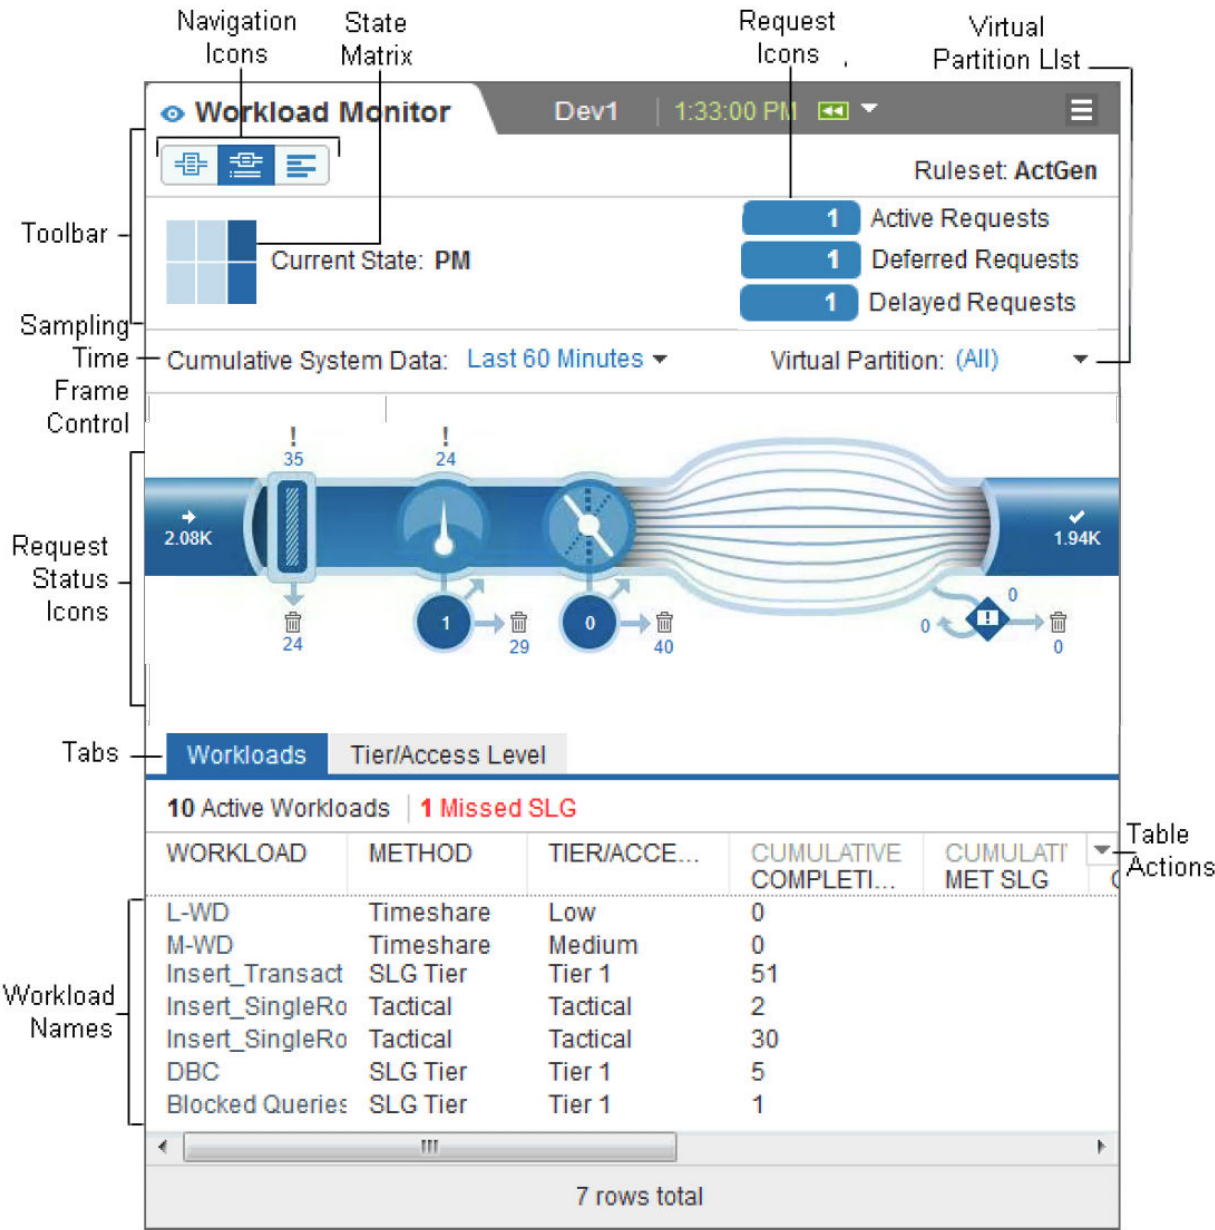 Navigation
Icons
State
Matrix
Request
Icons
Virtual
Partition LIst
Workload Monitor
Dev1
1:33:00 PM
Ruleset: ActGen
Toolbar
Current State: PM
1 Active Requests
1 Deferred Requests
1 Delayed Requests
Sampling
Time
Frame
Control
Cumulative System Data: Last 60 Minutes
Virtual Partition: (All)
! 35
! 24
2.08K
1.94K
Request
Status
Icons
24
1
29
0
40
0
0
!
0
Tabs
Workloads
Tier/Access Level
10 Active Workloads
1 Missed SLG
Table
Actions
WORKLOAD METHOD TIER/ACCE... CUMULATIVE COMPLETI... CUMULATI MET SLG
Workload
Names
L-WD Timeshare Low 0
M-WD Timeshare Medium 0
Insert_Transact SLG Tier Tier 1 51
Insert_SingleRo Tactical Tactical 2
Insert_SingleRo Tactical Tactical 30
DBC SLG Tier Tier 1 5
Blocked Queries SLG Tier Tier 1 1
7 rows total